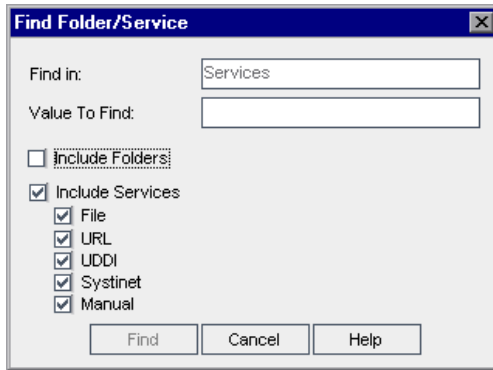 Find Folder/Service
Find in: Services
Value To Find:
Include Folders
Include Services
File
URL
UDDI
Systinet
Manual
Find Cancel Help